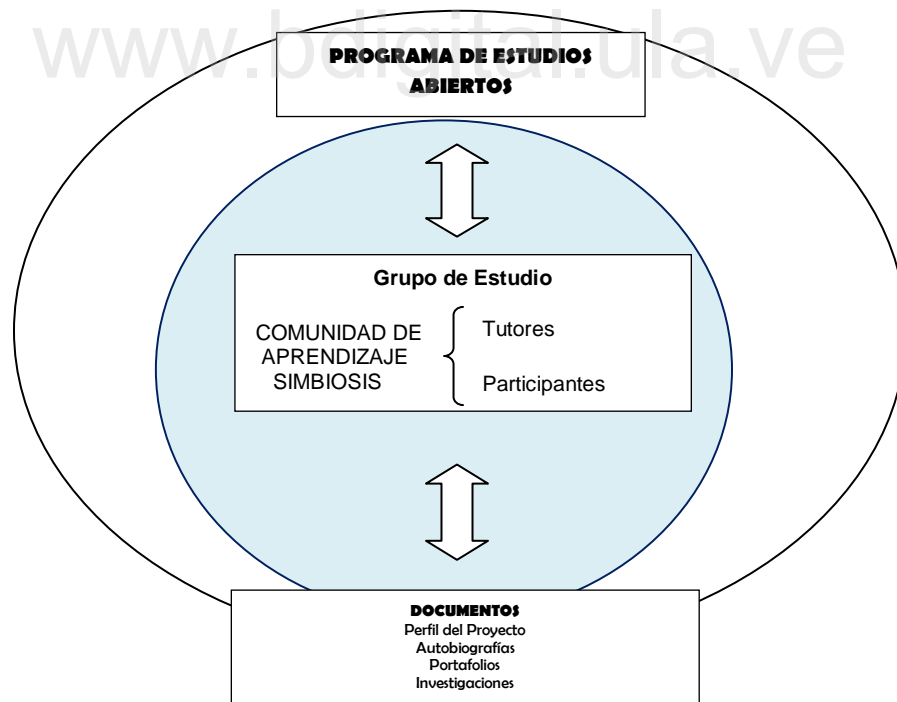 www.bdigital.ula.ve
PROGRAMA DE ESTUDIOS
ABIERTOS
Grupo de Estudio
COMUNIDAD DE
APRENDIZAJE
SIMBIOSIS
Tutores
Participantes
DOCUMENTOS
Perfil del Proyecto
Autobiografías
Portafolios
Investigaciones